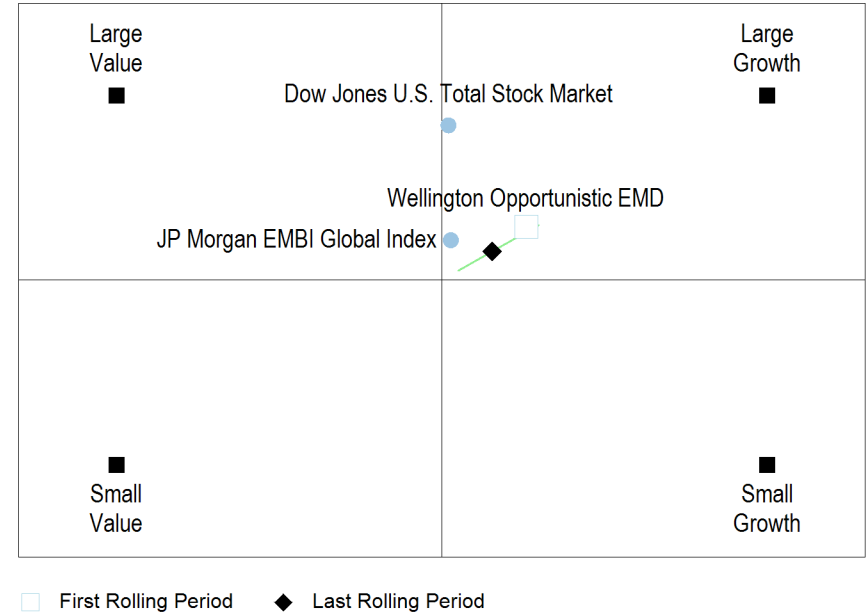 Large
Value
Large
Growth
Dow Jones U.S. Total Stock Market
Wellington Opportunistic EMD
JP Morgan EMBI Global Index
Small
Value
Small
Growth
First Rolling Period
Last Rolling Period